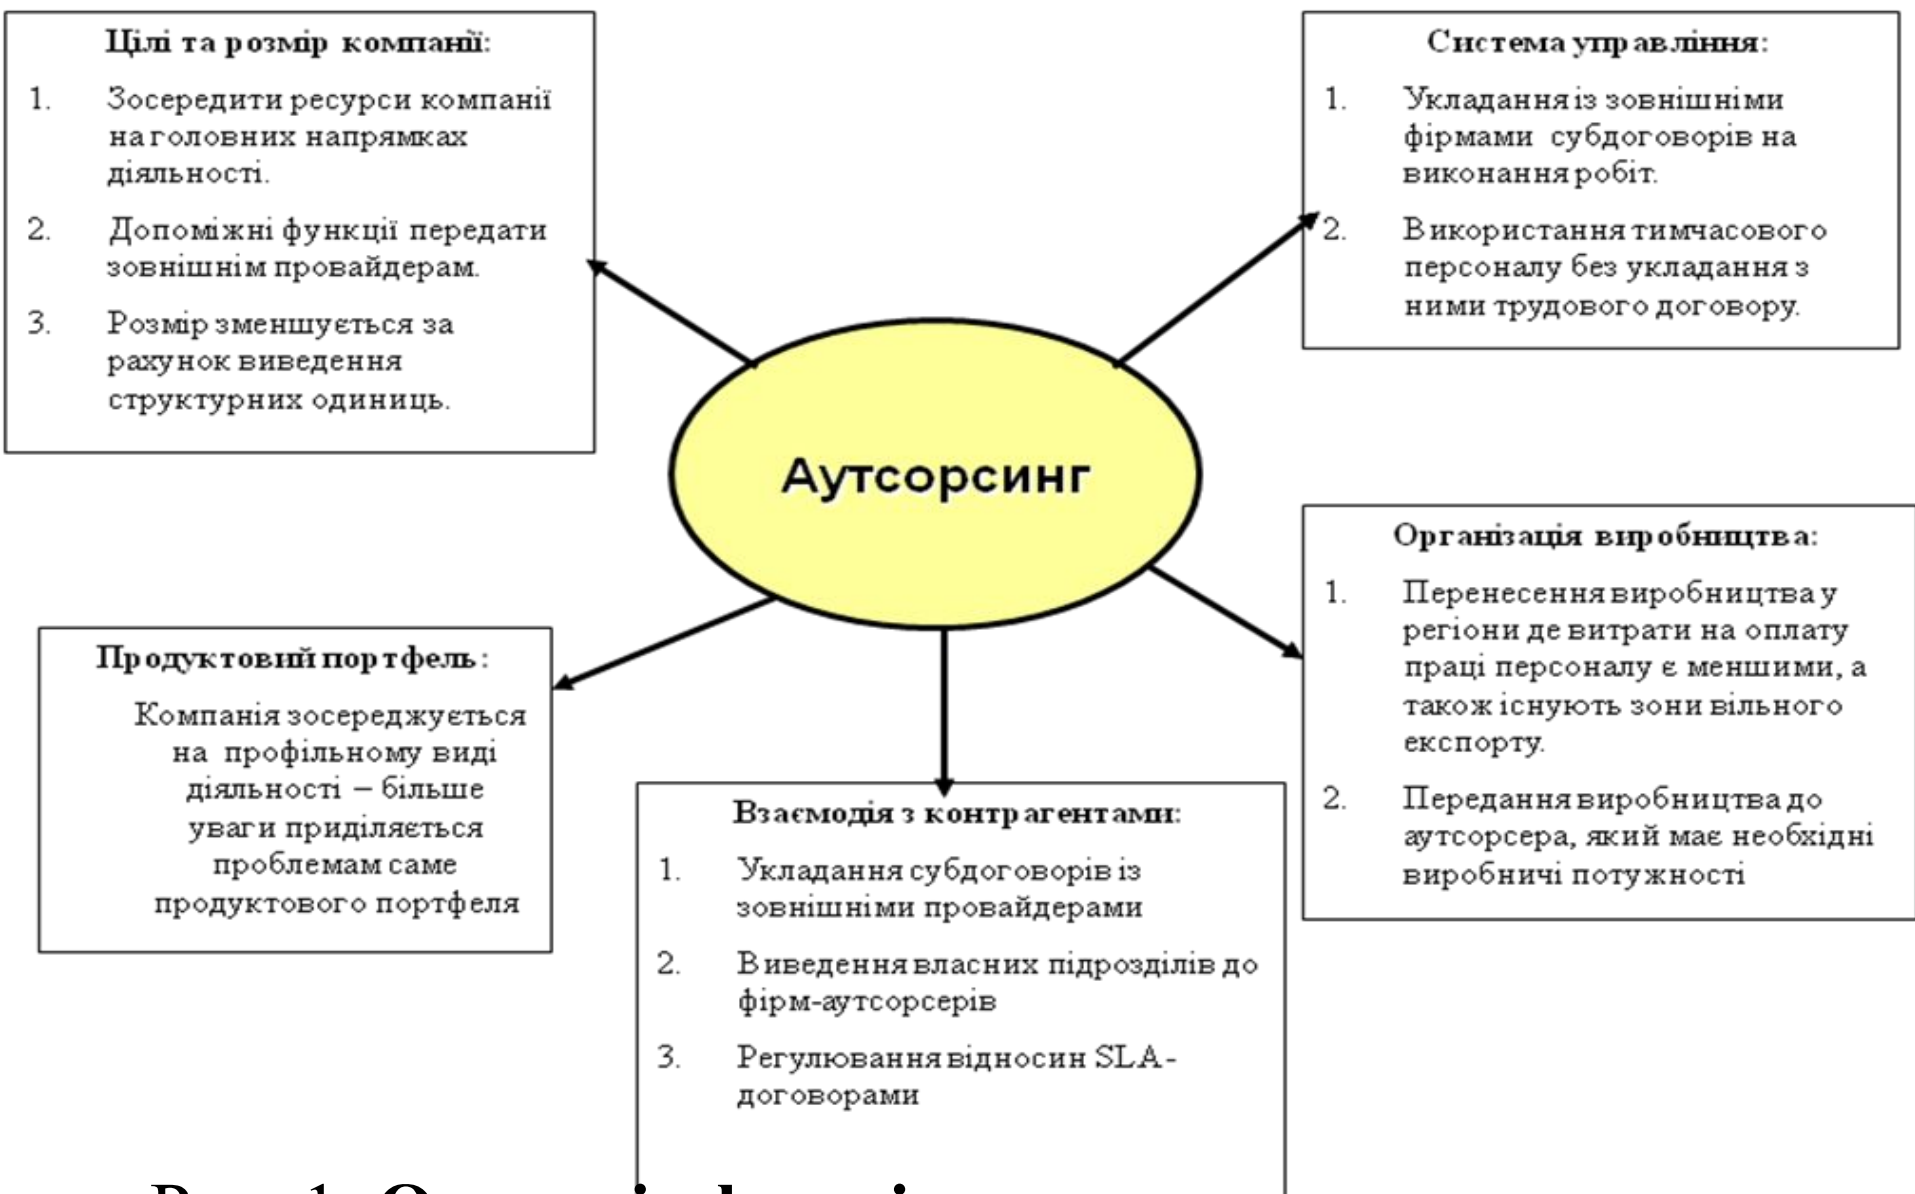 Цілі та розмір компанії:
1. Зосередити ресурси компанії
на головних напрямках
діяльності.
2. Допоміжні функції передати
зовнішнім провайдерам.
3. Розмір зменшується за
рахунок виведення
структурних одиниць.
Система управління:
1. Укладання із зовнішніми
фірмами субдоговорів на
виконання робіт.
2. Використання тимчасового
персоналу без укладання з
ними трудового договору.
Аутсорсинг
Організація виробництва:
1. Перенесення виробництва у
регіони де витрати на оплату
праці персоналу є меншими, а
також існують зони вільного
експорту.
2. Передання виробництва до
аутсорсера, який має необхідні
виробничі потужності
Продуктовий портфель:
Компанія зосереджується
на профільному виді
діяльності – більше
уваги приділяється
проблемам саме
продуктового портфеля
Взаємодія з контрагентами:
1. Укладання субдоговорів із
зовнішніми провайдерами
2. Виведення власних підрозділів до
фірм-аутсорсерів
3. Регулювання відносин SLA-
договорами